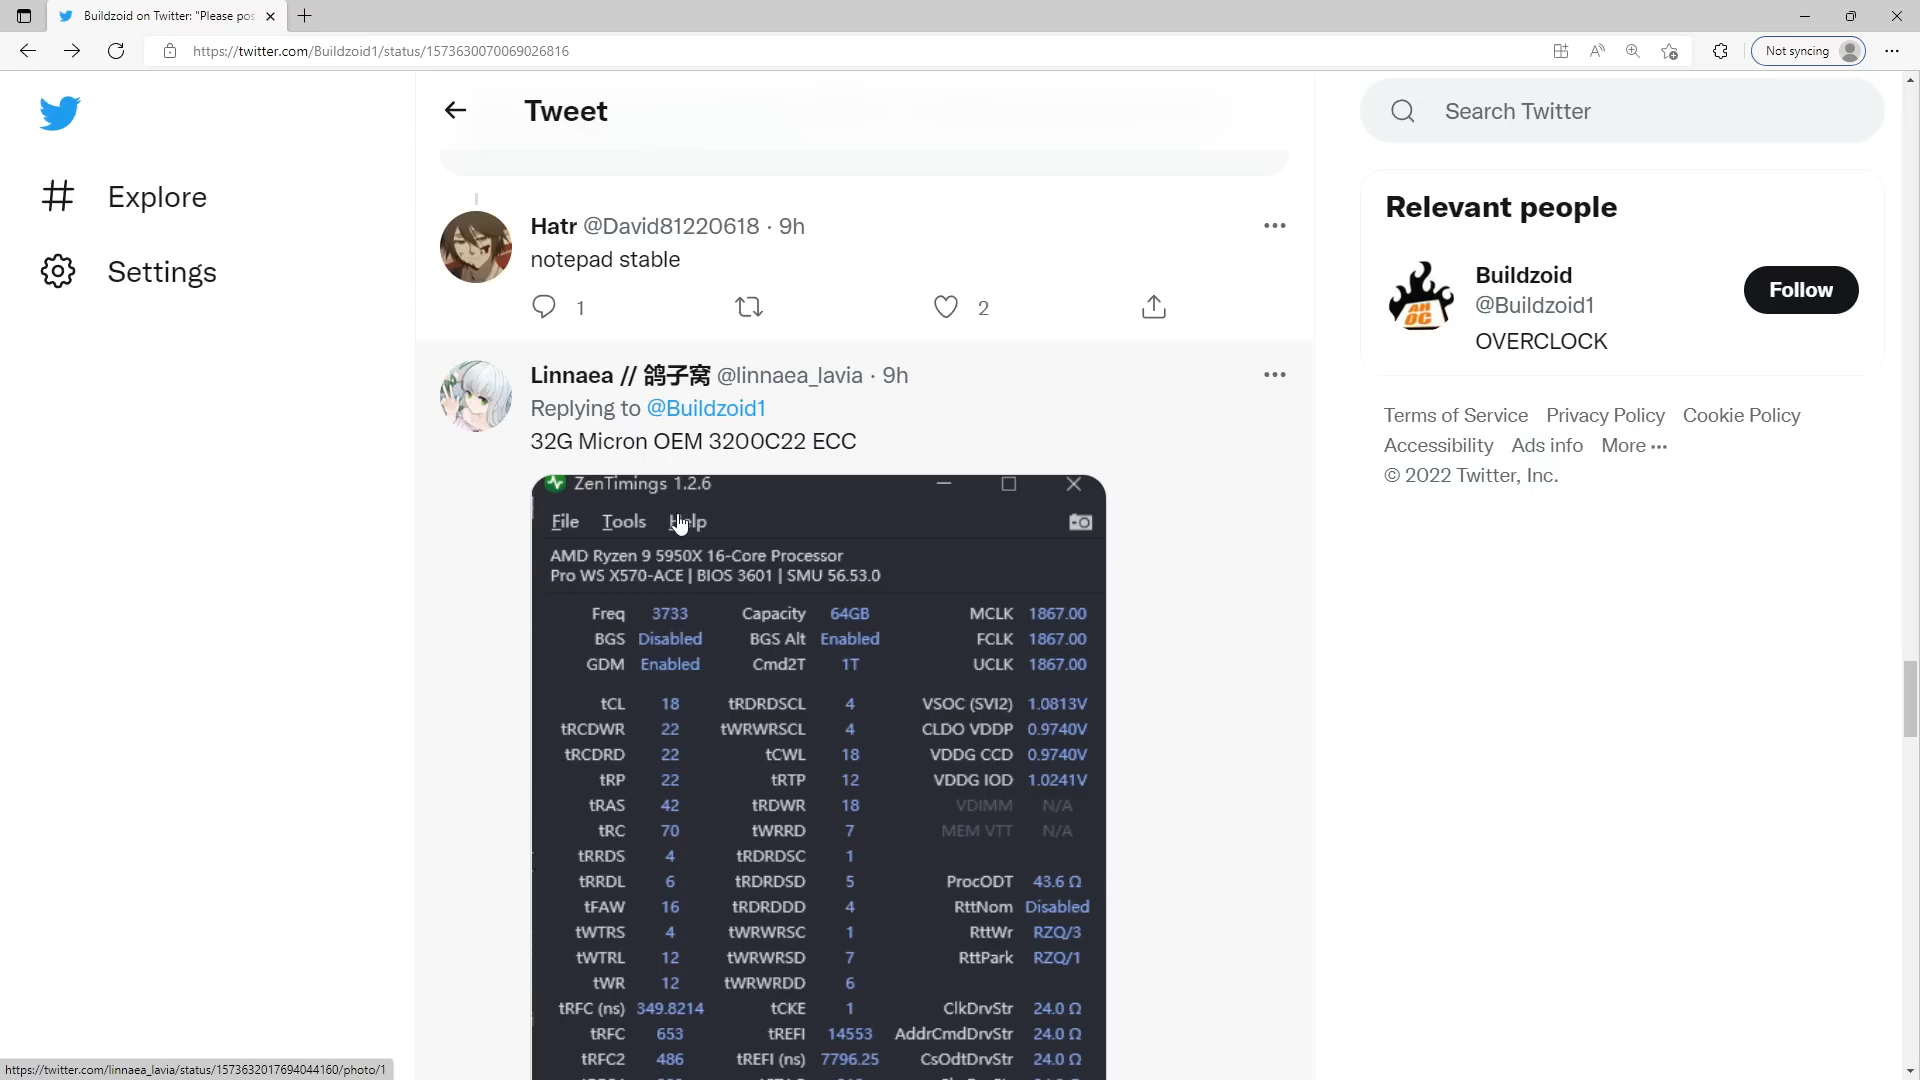 Buildzoid on Twitter: "Please pos
https://twitter.com/Buildzoid1/status/1573630070069026816
Not syncing
Explore
Settings
Tweet
Hatr @David81220618 · 9h
notepad stable
1
2
Linnaea // 鸽子窝 @linnaea_lavia · 9h
Replying to @Buildzoid1
32G Micron OEM 3200C22 ECC
ZenTimings 1.2.6
File Tools Help
AMD Ryzen 9 5950X 16-Core Processor
Pro WS X570-ACE | BIOS 3601 | SMU 56.53.0
Freq 3733 Capacity 64GB MCLK 1867.00
BGS Disabled BGS Alt Enabled FCLK 1867.00
GDM Enabled Cmd2T 1T UCLK 1867.00
tCL 18 tRDRDSCL 4 VSOC (SVI2) 1.0813V
tRCDWR 22 tWRWRSCL 4 CLDO VDDP 0.9740V
tRCDRD 22 tCWL 18 VDDG CCD 0.9740V
tRP 22 tRTP 12 VDDG IOD 1.0241V
tRAS 42 tRDWR 18 VDIMM N/A
tRC 70 tWRRD 7 MEM VTT N/A
tRRDS 4 tRDRDSC 1
tRRDL 6 tRDRDSD 5 ProcODT 43.6 Ω
tFAW 16 tRDRDDD 4 RttNom Disabled
tWTRS 4 tWRWRSC 1 RttWr RZQ/3
tWTRL 12 tWRWRSD 7 RttPark RZQ/1
tWR 12 tWRWRDD 6
tRFC (ns) 349.8214 tCKE 1 ClkDrvStr 24.0 Ω
tRFC 653 tREFI 14553 AddrCmdDrvStr 24.0 Ω
tRFC2 486 tREFI (ns) 7796.25 CsOdtDrvStr 24.0 Ω
Search Twitter
Relevant people
Buildzoid
@Buildzoid1
Follow
AHOC
OVERCLOCK
Terms of Service Privacy Policy Cookie Policy
Accessibility Ads info More ···
© 2022 Twitter, Inc.
https://twitter.com/linnaea_lavia/status/1573632017694044160/photo/1